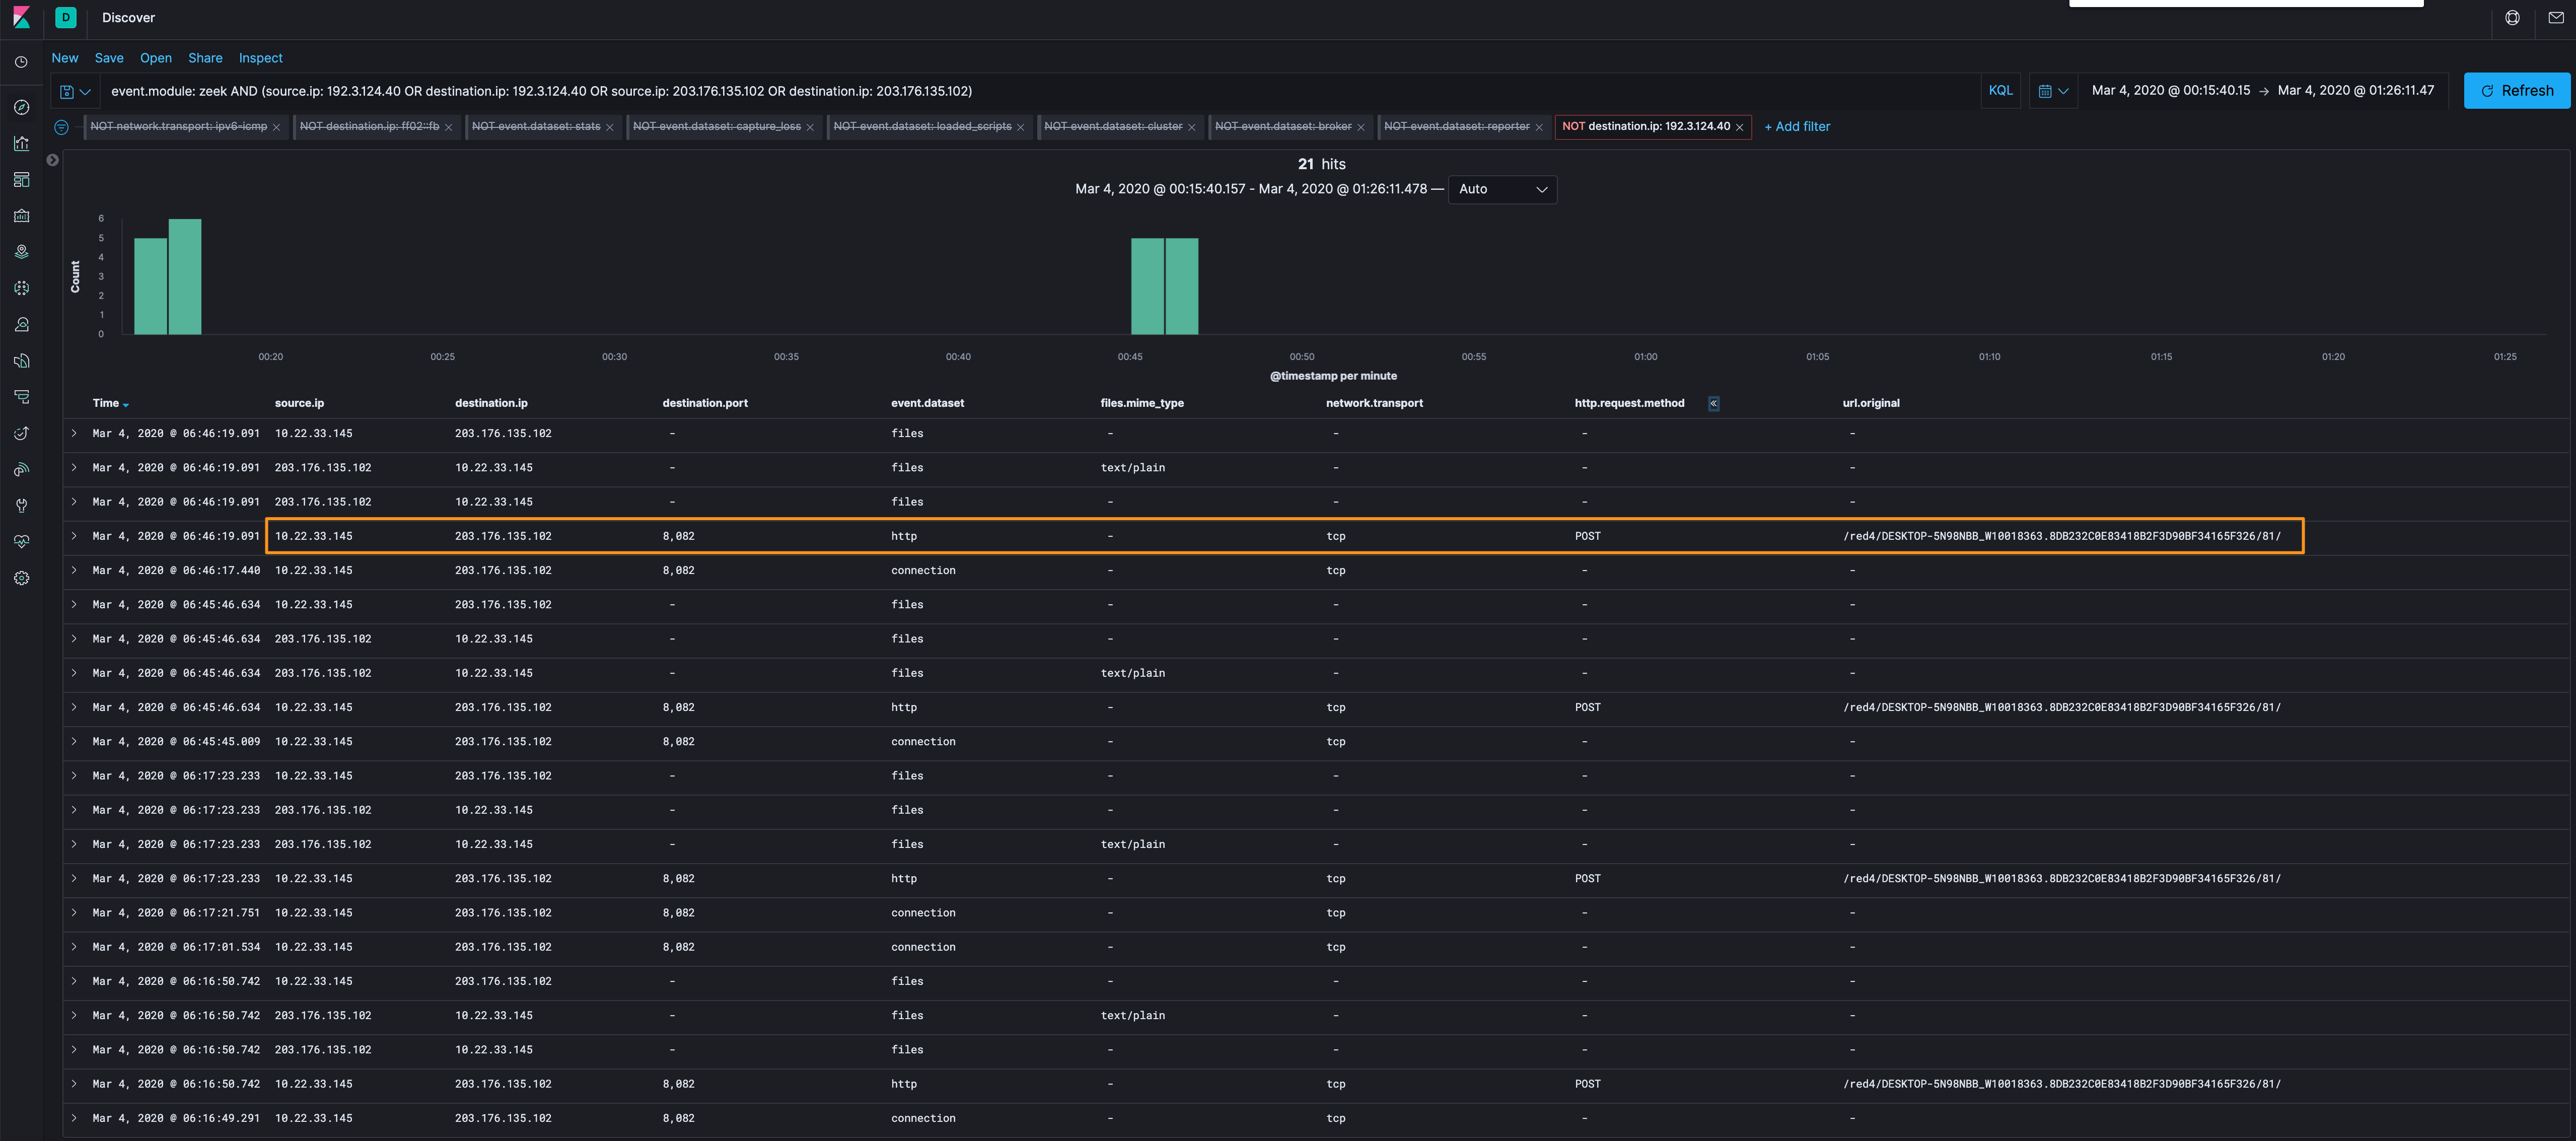 D Discover
New Save Open Share Inspect
event.module: zeek AND (source.ip: 192.3.124.40 OR destination.ip: 192.3.124.40 OR source.ip: 203.176.135.102 OR destination.ip: 203.176.135.102) KQL Mar 4, 2020 @ 00:15:40.15 → Mar 4, 2020 @ 01:26:11.47 Refresh
NOT network.transport: ipv6-icmp × NOT destination.ip: ff02::fb × NOT event.dataset: stats × NOT event.dataset: capture_loss × NOT event.dataset: loaded_scripts × NOT event.dataset: cluster × NOT event.dataset: broker × NOT event.dataset: reporter × NOT destination.ip: 192.3.124.40 × + Add filter
21 hits
Mar 4, 2020 @ 00:15:40.157 - Mar 4, 2020 @ 01:26:11.478 — Auto
6
5
4
3
2
1
0
Count
00:20 00:25 00:30 00:35 00:40 00:45 00:50 00:55 01:00 01:05 01:10 01:15 01:20 01:25
@timestamp per minute
Time source.ip destination.ip destination.port event.dataset files.mime_type network.transport http.request.method « url.original
Mar 4, 2020 @ 06:46:19.091 10.22.33.145 203.176.135.102 - files - - - -
Mar 4, 2020 @ 06:46:19.091 203.176.135.102 10.22.33.145 - files text/plain - - -
Mar 4, 2020 @ 06:46:19.091 203.176.135.102 10.22.33.145 - files - - - -
Mar 4, 2020 @ 06:46:19.091 10.22.33.145 203.176.135.102 8,082 http - tcp POST /red4/DESKTOP-5N98NBB_W10018363.8DB232C0E83418B2F3D90BF34165F326/81/
Mar 4, 2020 @ 06:46:17.440 10.22.33.145 203.176.135.102 8,082 connection - tcp - -
Mar 4, 2020 @ 06:45:46.634 10.22.33.145 203.176.135.102 - files - - - -
Mar 4, 2020 @ 06:45:46.634 203.176.135.102 10.22.33.145 - files - - - -
Mar 4, 2020 @ 06:45:46.634 203.176.135.102 10.22.33.145 - files text/plain - - -
Mar 4, 2020 @ 06:45:46.634 10.22.33.145 203.176.135.102 8,082 http - tcp POST /red4/DESKTOP-5N98NBB_W10018363.8DB232C0E83418B2F3D90BF34165F326/81/
Mar 4, 2020 @ 06:45:45.009 10.22.33.145 203.176.135.102 8,082 connection - tcp - -
Mar 4, 2020 @ 06:17:23.233 10.22.33.145 203.176.135.102 - files - - - -
Mar 4, 2020 @ 06:17:23.233 203.176.135.102 10.22.33.145 - files - - - -
Mar 4, 2020 @ 06:17:23.233 203.176.135.102 10.22.33.145 - files text/plain - - -
Mar 4, 2020 @ 06:17:23.233 10.22.33.145 203.176.135.102 8,082 http - tcp POST /red4/DESKTOP-5N98NBB_W10018363.8DB232C0E83418B2F3D90BF34165F326/81/
Mar 4, 2020 @ 06:17:21.751 10.22.33.145 203.176.135.102 8,082 connection - tcp - -
Mar 4, 2020 @ 06:17:01.534 10.22.33.145 203.176.135.102 8,082 connection - tcp - -
Mar 4, 2020 @ 06:16:50.742 10.22.33.145 203.176.135.102 - files - - - -
Mar 4, 2020 @ 06:16:50.742 203.176.135.102 10.22.33.145 - files text/plain - - -
Mar 4, 2020 @ 06:16:50.742 203.176.135.102 10.22.33.145 - files - - - -
Mar 4, 2020 @ 06:16:50.742 10.22.33.145 203.176.135.102 8,082 http - tcp POST /red4/DESKTOP-5N98NBB_W10018363.8DB232C0E83418B2F3D90BF34165F326/81/
Mar 4, 2020 @ 06:16:49.291 10.22.33.145 203.176.135.102 8,082 connection - tcp - -